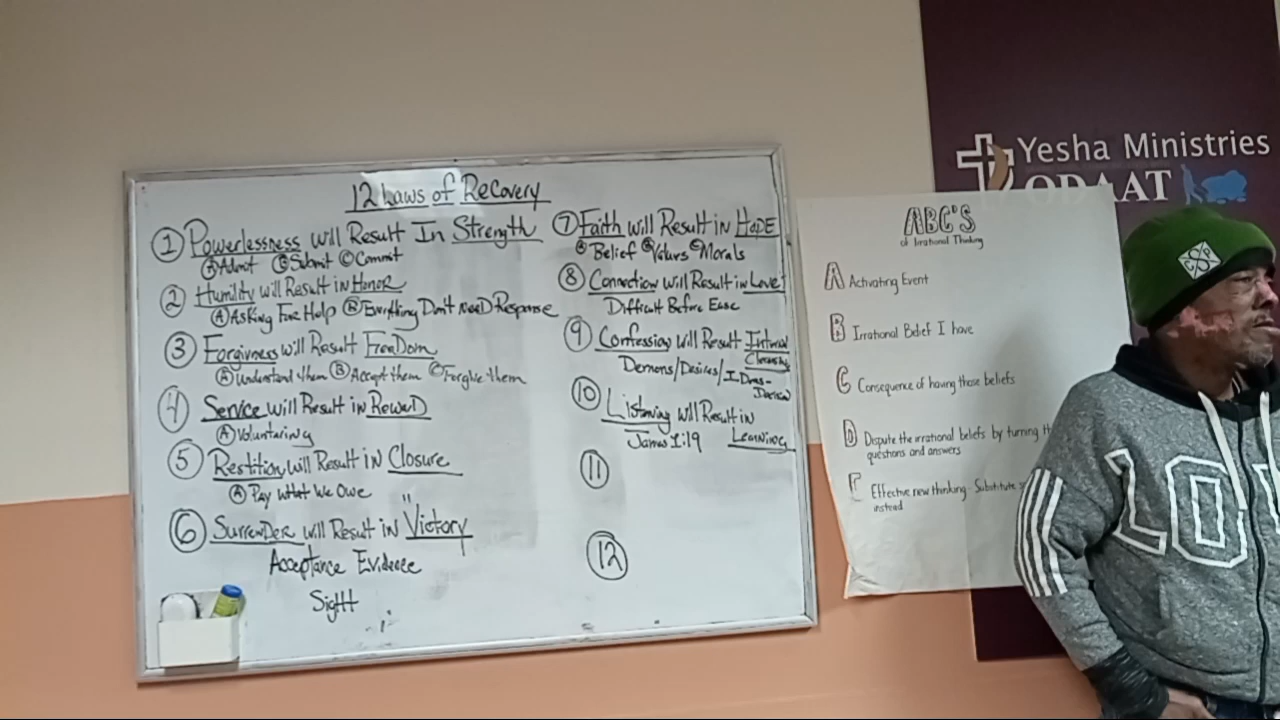 12 Laws of Recovery
① Powerlessness will Result In Strength
Ⓐ Admit Ⓑ Submit Ⓒ Commit
② Humility will Result in Honor
Ⓐ Asking For Help Ⓑ Everything Don't Need Response
③ Forgivness will Result FreeDom
Ⓐ Understand them Ⓑ Accept them Ⓒ Forgive them
④ Service will Result in Reward
Ⓐ Voluntaring
⑤ Restition will Result in Closure
Ⓐ Pay What We Owe
⑥ SurrenDer will Result in "Victory
Acceptance Evidence
Sight
⑦ Faith will Result in HoPE
Ⓐ Belief Ⓑ Values Ⓒ Morals
⑧ Connection will Result in Love
Difficult Before Ease
⑨ Confession will Result Internal
Demons/Desires/
⑩ Listening will Result in
James 1:19 Learning
⑪
⑫
ABC'S
of Irrational Thinking
A Activating Event
B Irrational Belief I have
C Consequence of having those beliefs
D Dispute the irrational beliefs by turning
questions and answers
E Effective new thinking. Substitute
instead
Yesha Ministries
ODAAT
LO